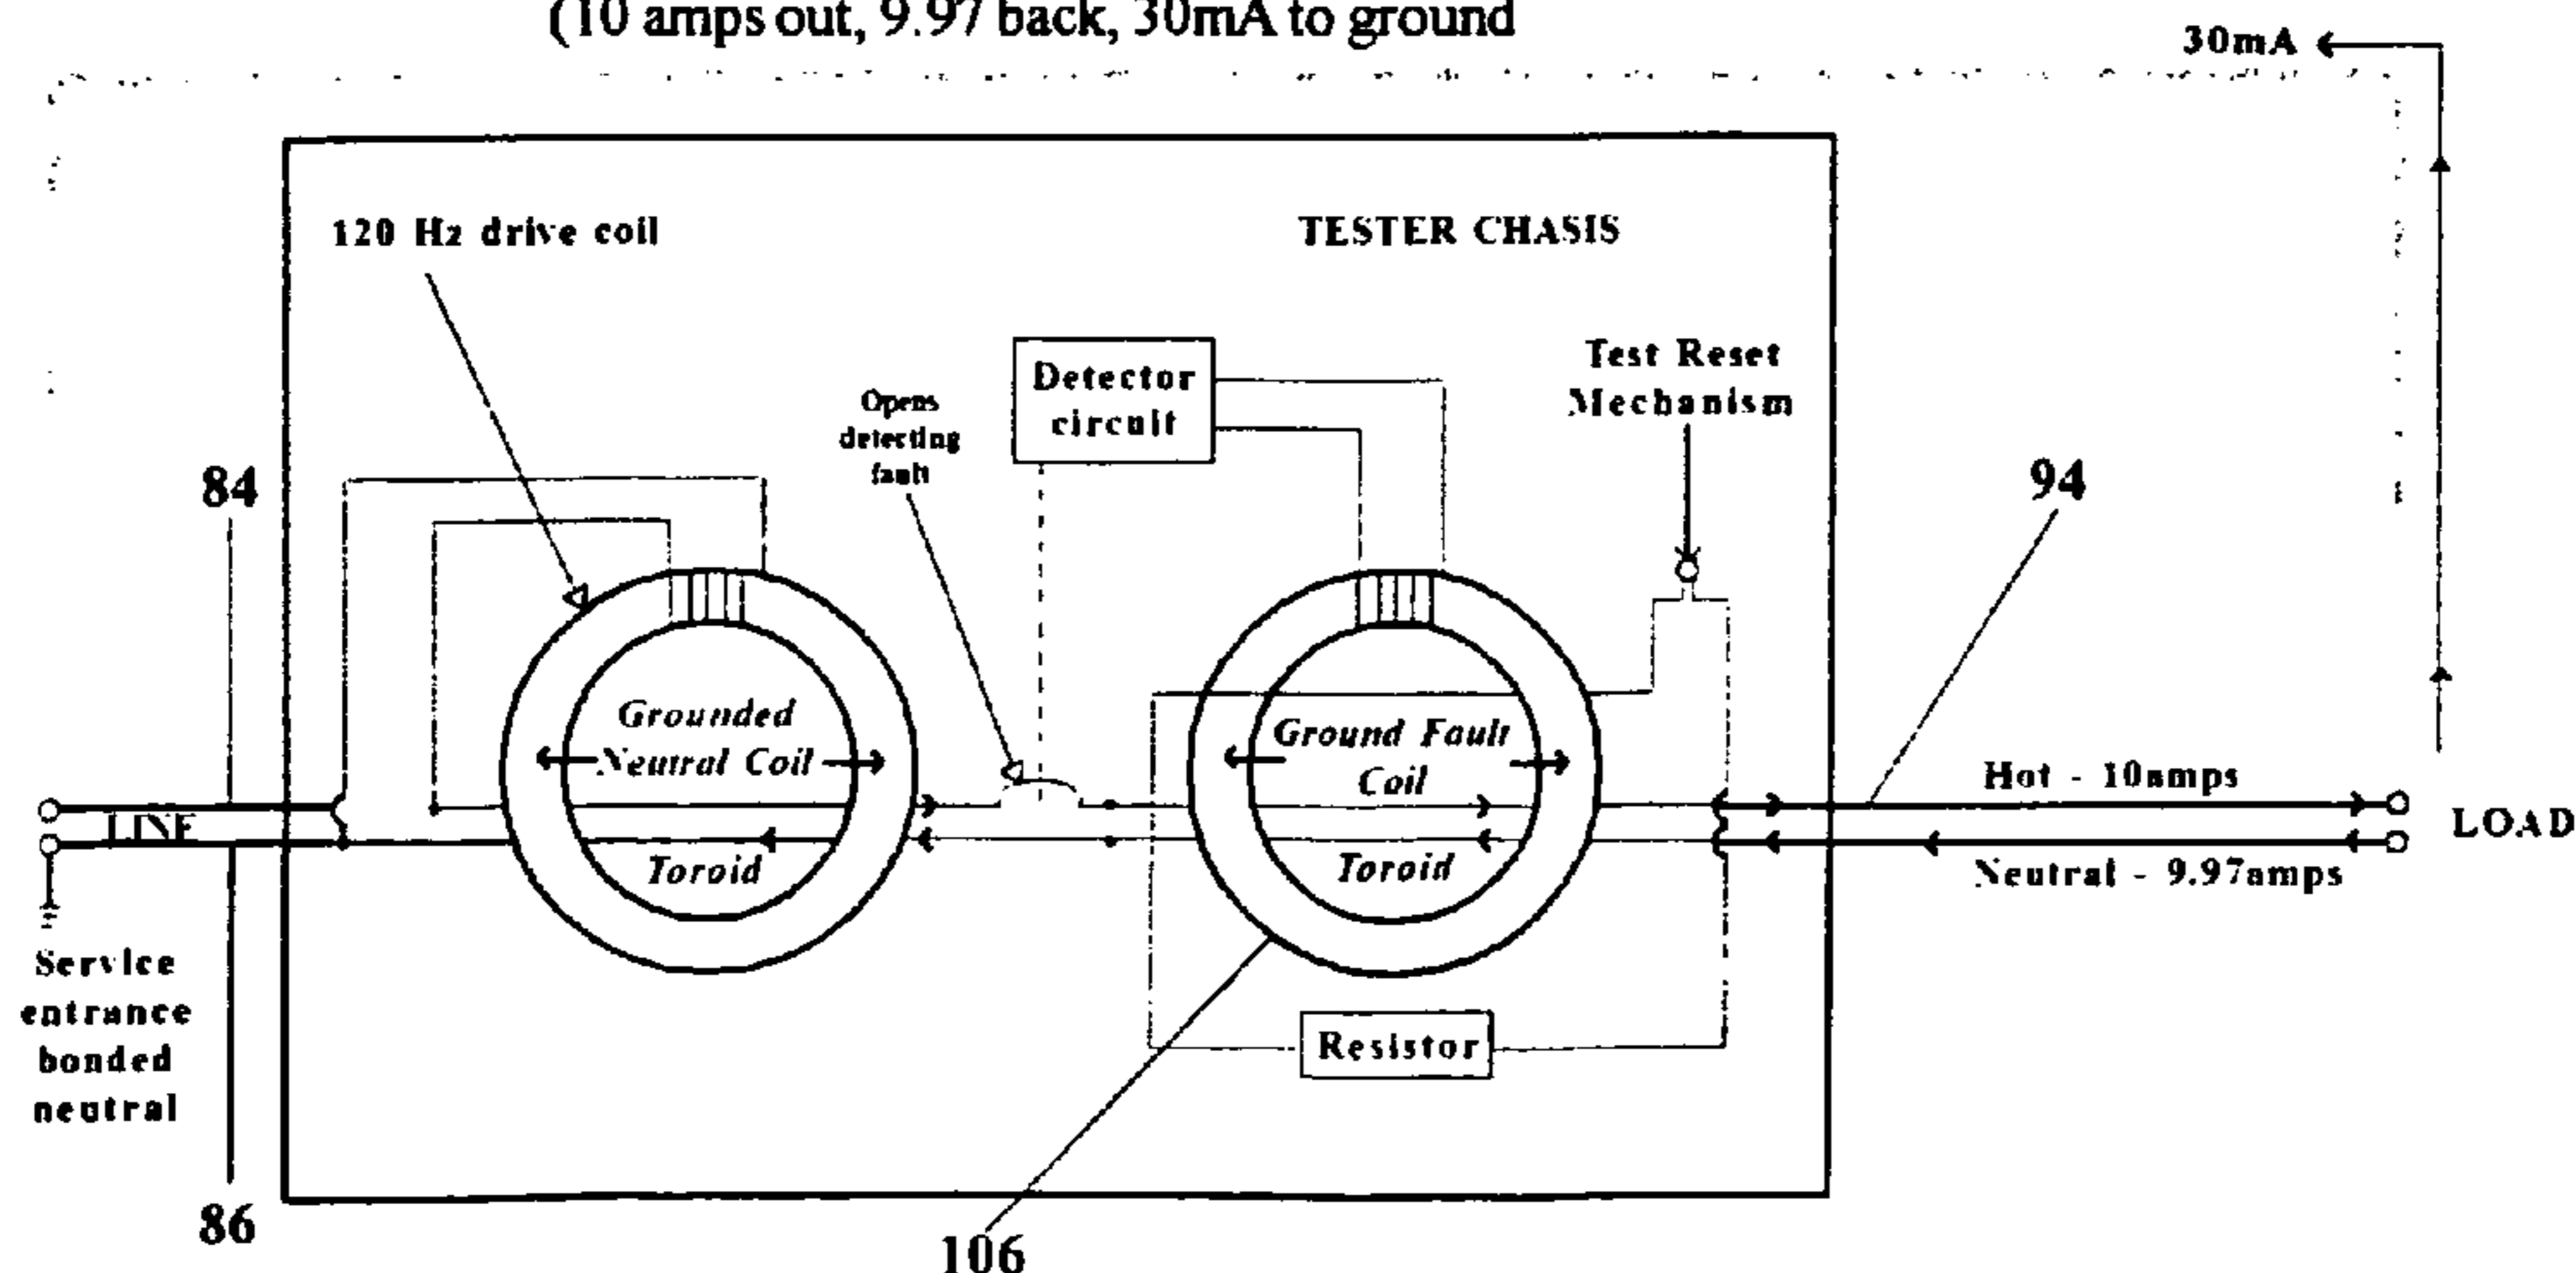 (10 amps out, 9.97 back, 30mA to ground
30mA
120 Hz drive coil
TESTER CHASIS
Detector
circuit
Test Reset
Mechanism
Opens
detecting
fault
84
94
Grounded
Neutral Coil
Toroid
Ground Fault
Coil
Toroid
Hot - 10amps
LINE
LOAD
Neutral - 9.97amps
Service
entrance
bonded
neutral
Resistor
86
106